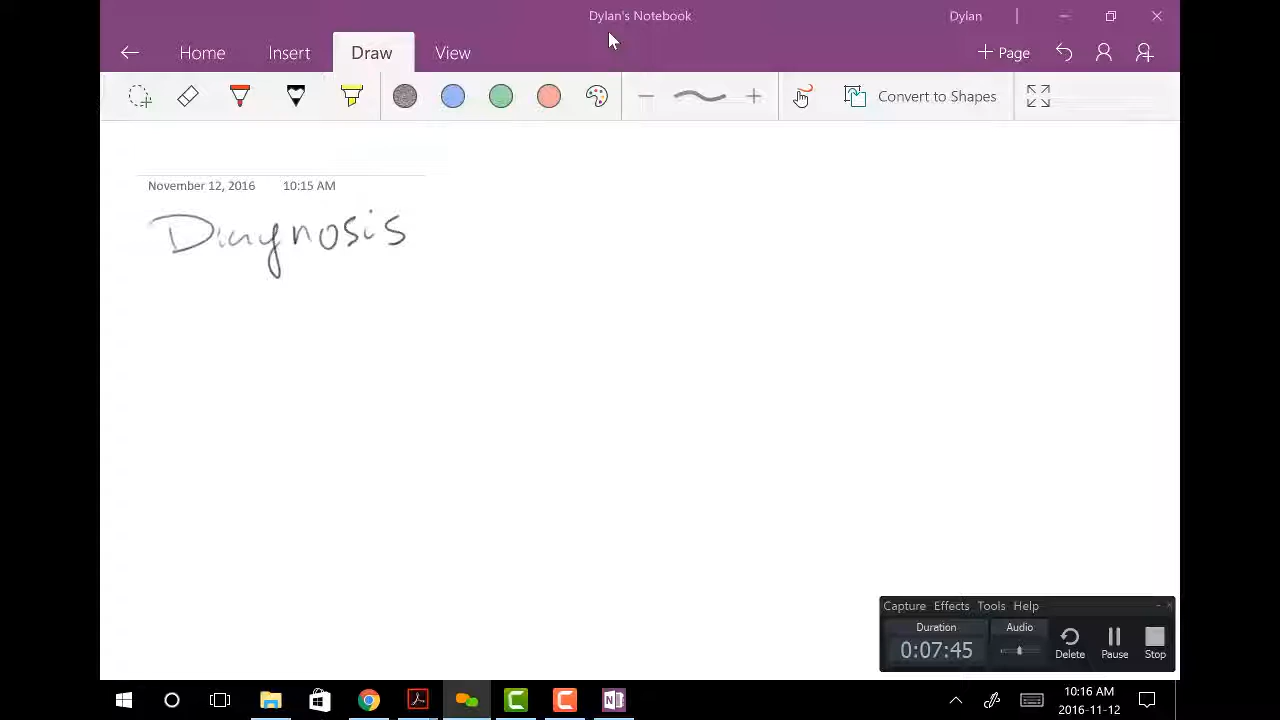 Dylan's Notebook
Dylan
Home Insert Draw View
Page
Convert to Shapes
November 12, 2016 10:15 AM
Diagnosis
Capture Effects Tools Help
Duration Audio
0:07:45
Delete Pause Stop
10:16 AM
2016-11-12